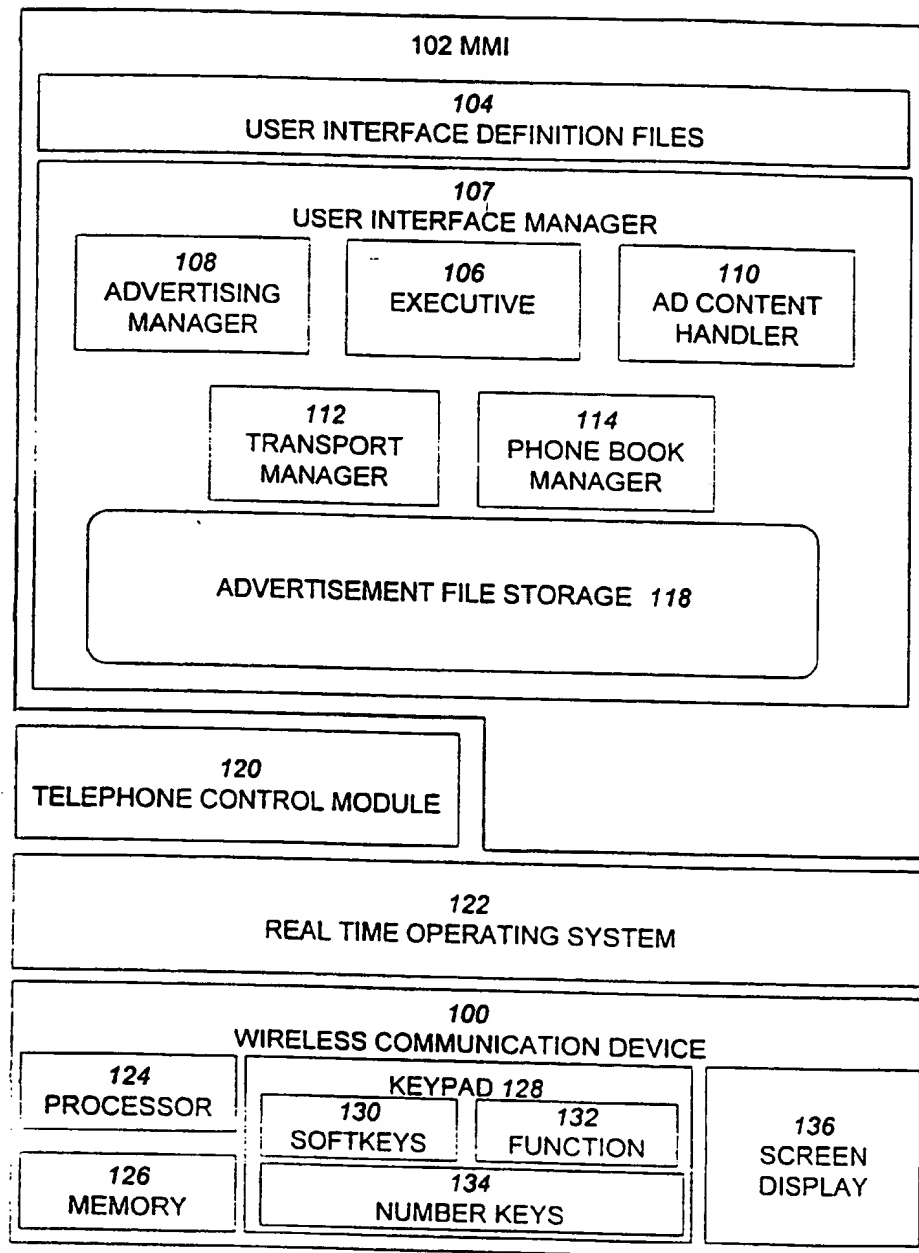 102 MMI
104
USER INTERFACE DEFINITION FILES
107
USER INTERFACE MANAGER
108
ADVERTISING
MANAGER
106
EXECUTIVE
110
AD CONTENT
HANDLER
112
TRANSPORT
MANAGER
114
PHONE BOOK
MANAGER
ADVERTISEMENT FILE STORAGE 118
120
TELEPHONE CONTROL MODULE
122
REAL TIME OPERATING SYSTEM
100
WIRELESS COMMUNICATION DEVICE
124
PROCESSOR
126
MEMORY
KEYPAD 128
130
SOFTKEYS
132
FUNCTION
134
NUMBER KEYS
136
SCREEN
DISPLAY